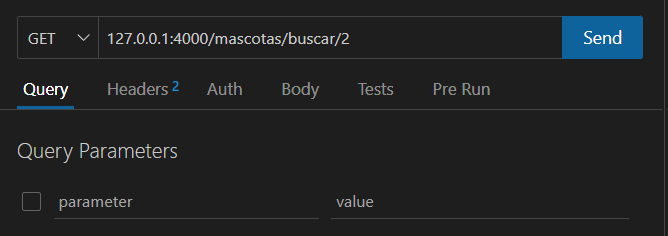 GET 127.0.0.1:4000/mascotas/buscar/2 Send
Query Headers 2 Auth Body Tests Pre Run
Query Parameters
parameter value